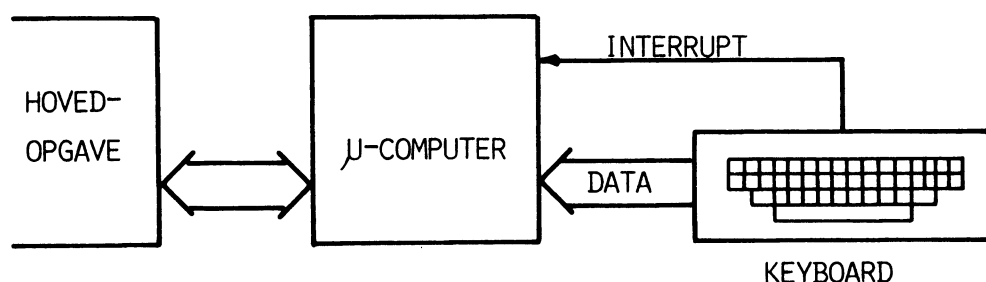 HOVED-
OPGAVE
µ-COMPUTER
INTERRUPT
DATA
KEYBOARD